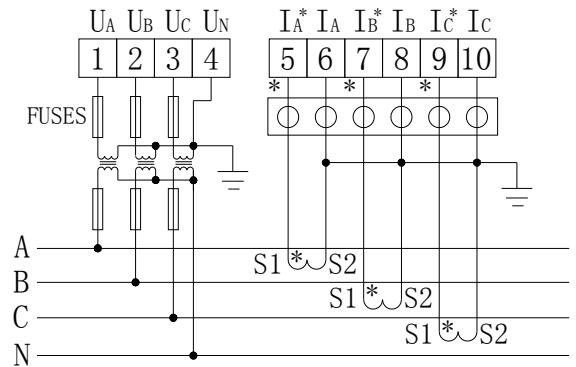 UA UB UC UN IA* IA IB* IB IC* IC
1 2 3 4 5 6 7 8 9 10
* * *
FUSES
A
S1 * S2
B
S1 * S2
C
S1 * S2
N